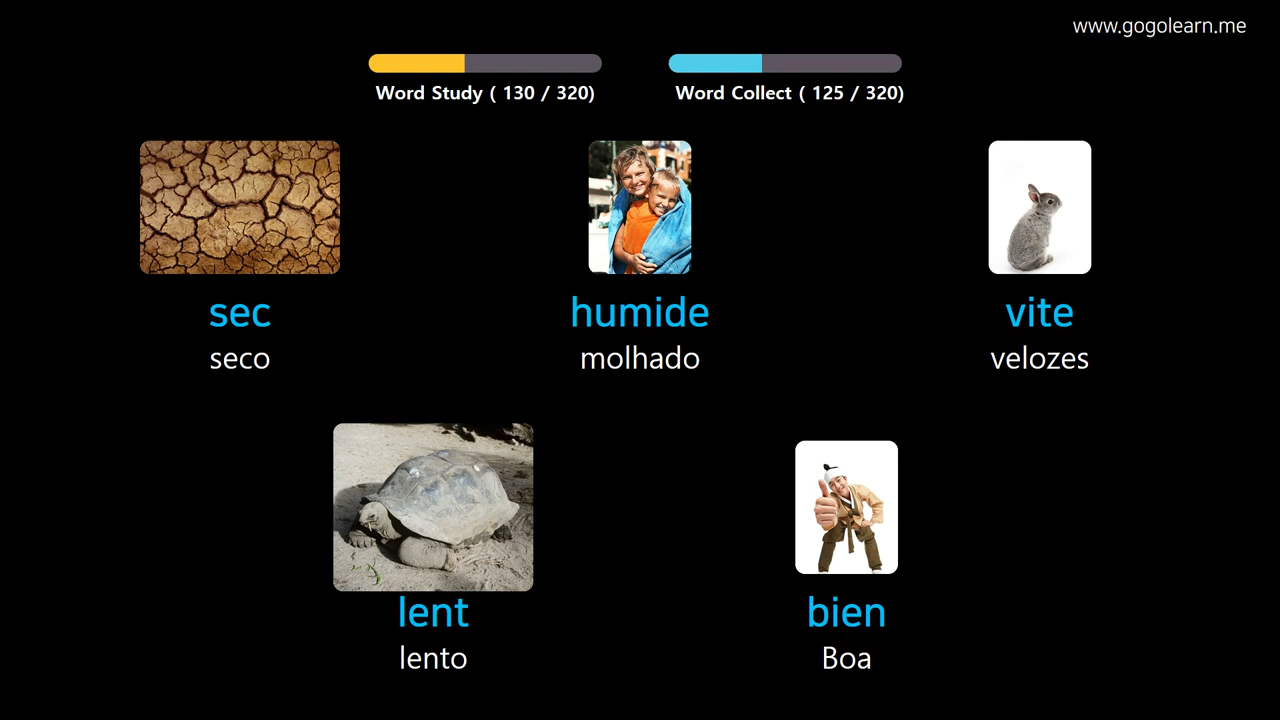 www.gogolearn.me
Word Study ( 130 / 320)
Word Collect ( 125 / 320)
sec
seco
humide
molhado
vite
velozes
lent
lento
bien
Boa